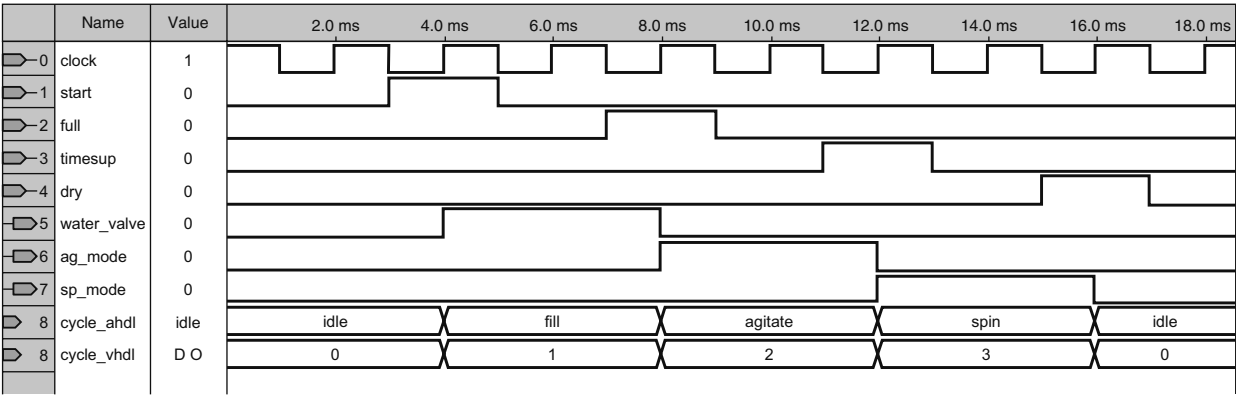 Name Value 2.0 ms 4.0 ms 6.0 ms 8.0 ms 10.0 ms 12.0 ms 14.0 ms 16.0 ms 18.0 ms
0 clock 1
1 start 0
2 full 0
3 timesup 0
4 dry 0
5 water_valve 0
6 ag_mode 0
7 sp_mode 0
8 cycle_ahdl idle idle fill agitate spin idle
8 cycle_vhdl D O 0 1 2 3 0